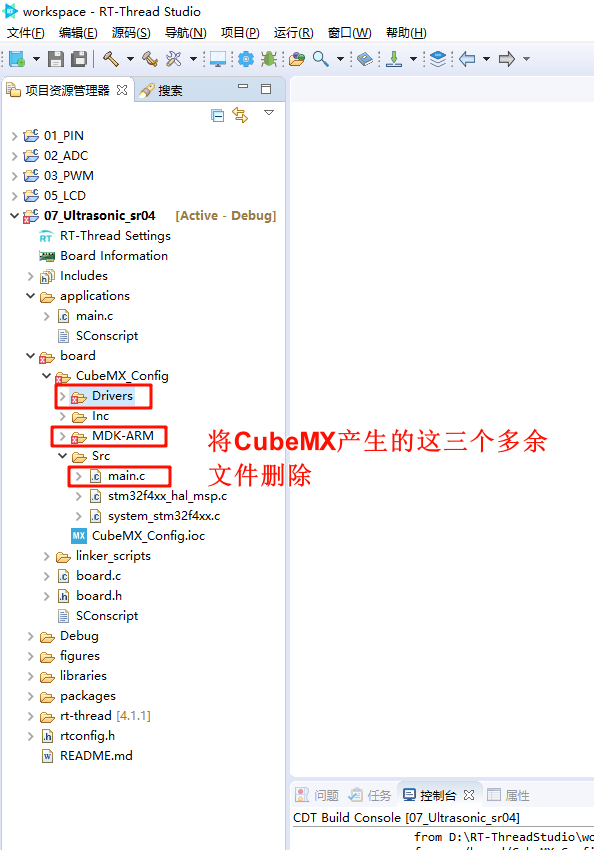 workspace - RT-Thread Studio
文件(F) 编辑(E) 源码(S) 导航(N) 项目(P) 运行(R) 窗口(W) 帮助(H)
项目资源管理器 搜索
01_PIN
02_ADC
03_PWM
05_LCD
07_Ultrasonic_sr04 [Active - Debug]
RT-Thread Settings
Board Information
Includes
applications
main.c
SConscript
board
CubeMX_Config
Drivers
Inc
MDK-ARM
Src
main.c
stm32f4xx_hal_msp.c
system_stm32f4xx.c
CubeMX_Config.ioc
linker_scripts
board.c
board.h
SConscript
Debug
figures
libraries
packages
rt-thread [4.1.1]
rtconfig.h
README.md
将CubeMX产生的这三个多余
文件删除
问题 任务 控制台 属性
CDT Build Console [07_Ultrasonic_sr04]
from D:\RT-ThreadStudio\wo